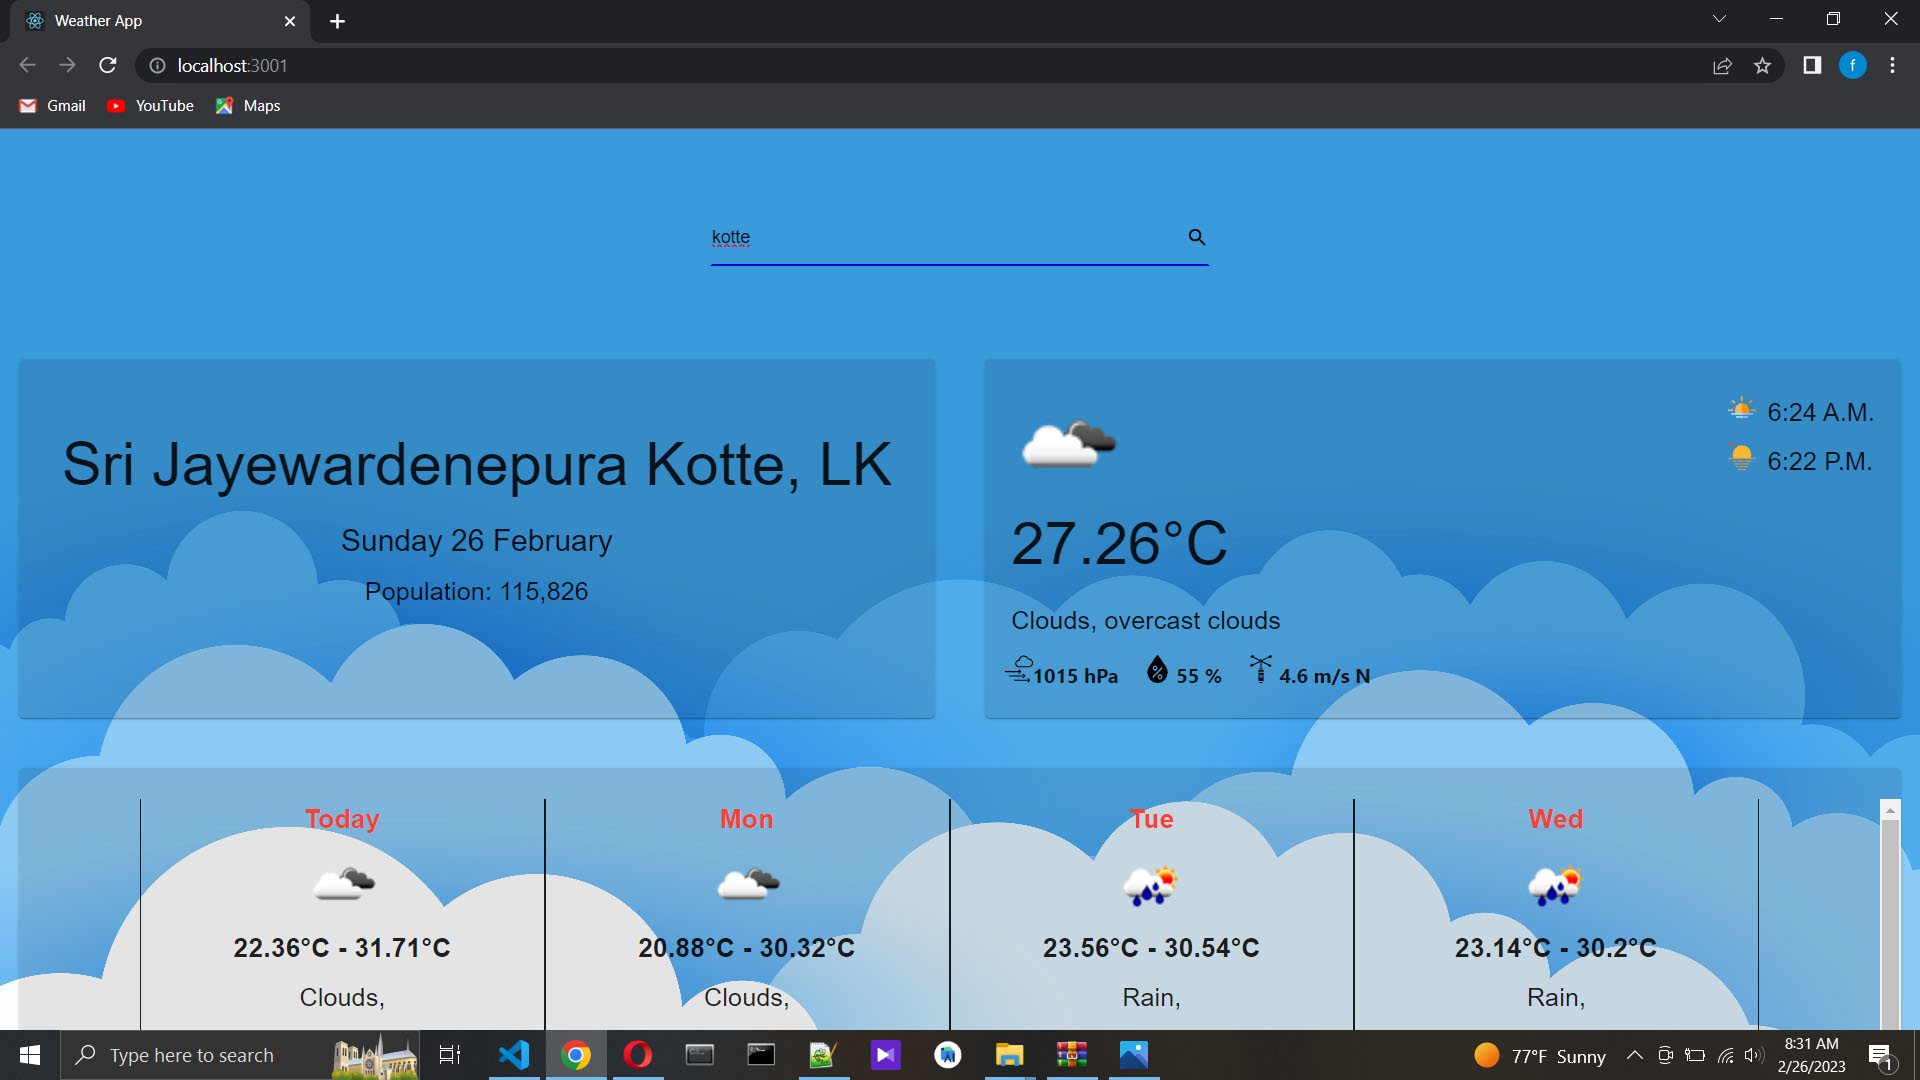 Weather App
localhost:3001
f
Gmail YouTube Maps
kotte
Sri Jayewardenepura Kotte, LK
Sunday 26 February
Population: 115,826
6:24 A.M.
6:22 P.M.
27.26°C
Clouds, overcast clouds
1015 hPa % 55 % 4.6 m/s N
Today Mon Tue Wed
22.36°C - 31.71°C 20.88°C - 30.32°C 23.56°C - 30.54°C 23.14°C - 30.2°C
Clouds, Clouds, Rain, Rain,
Type here to search
77°F Sunny
8:31 AM
2/26/2023
1